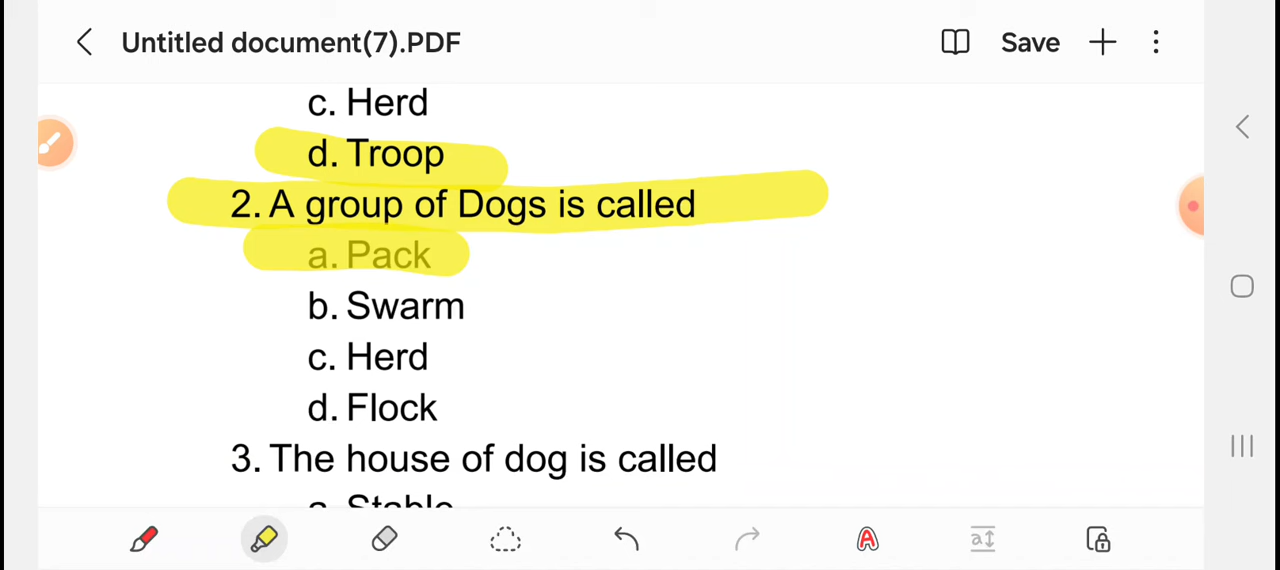 Untitled document(7).PDF
Save
c. Herd
d. Troop
2. A group of Dogs is called
a. Pack
b. Swarm
c. Herd
d. Flock
3. The house of dog is called
a. Stable